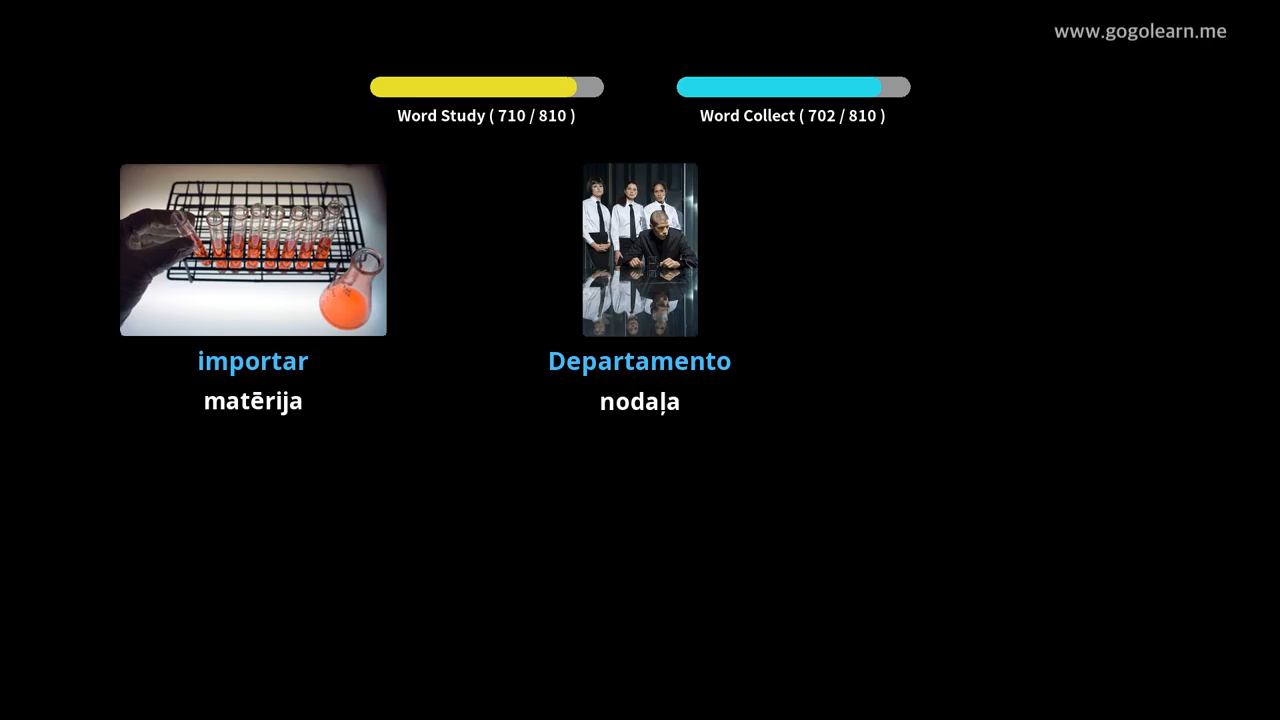 www.gogolearn.me
Word Study ( 710 / 810 )
Word Collect ( 702 / 810 )
importar
matērija
Departamento
nodaļa